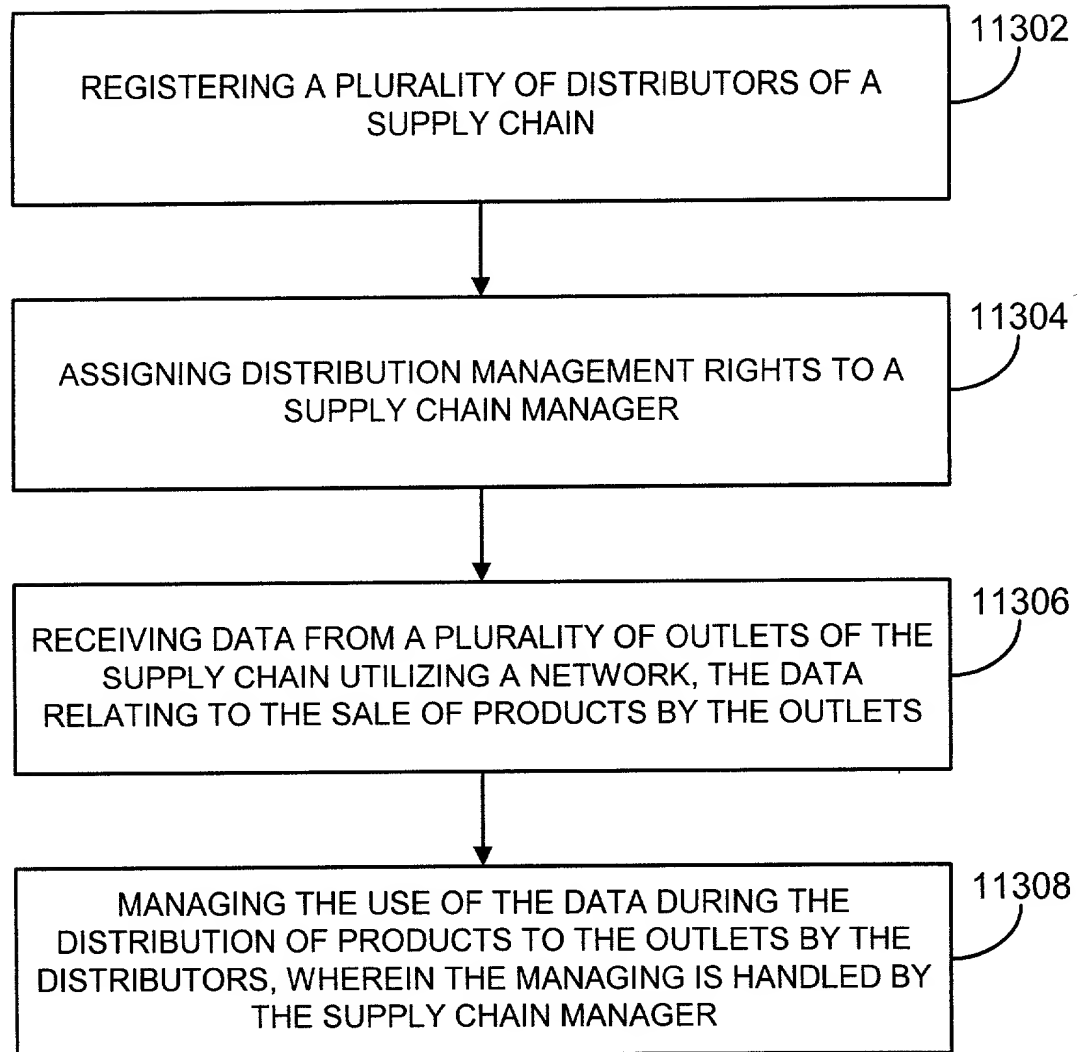 11302
REGISTERING A PLURALITY OF DISTRIBUTORS OF A
SUPPLY CHAIN
11304
ASSIGNING DISTRIBUTION MANAGEMENT RIGHTS TO A
SUPPLY CHAIN MANAGER
11306
RECEIVING DATA FROM A PLURALITY OF OUTLETS OF THE
SUPPLY CHAIN UTILIZING A NETWORK, THE DATA
RELATING TO THE SALE OF PRODUCTS BY THE OUTLETS
11308
MANAGING THE USE OF THE DATA DURING THE
DISTRIBUTION OF PRODUCTS TO THE OUTLETS BY THE
DISTRIBUTORS, WHEREIN THE MANAGING IS HANDLED BY
THE SUPPLY CHAIN MANAGER